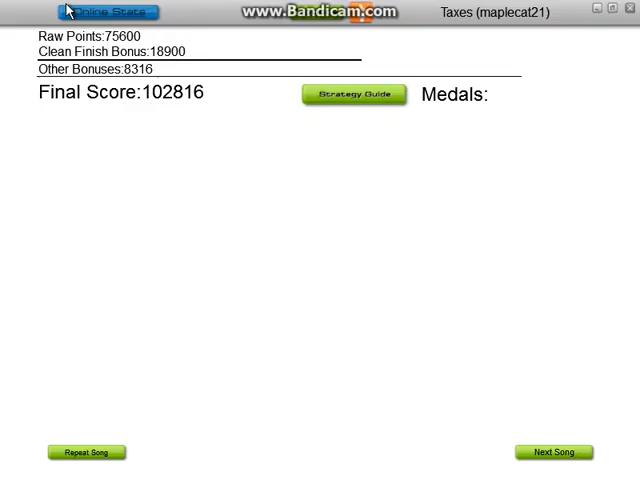 Online Stats
www.Bandicam.com
Taxes (maplecat21)
Raw Points:75600
Clean Finish Bonus:18900
Other Bonuses:8316
Final Score:102816
Strategy Guide
Medals:
Repeat Song
Next Song